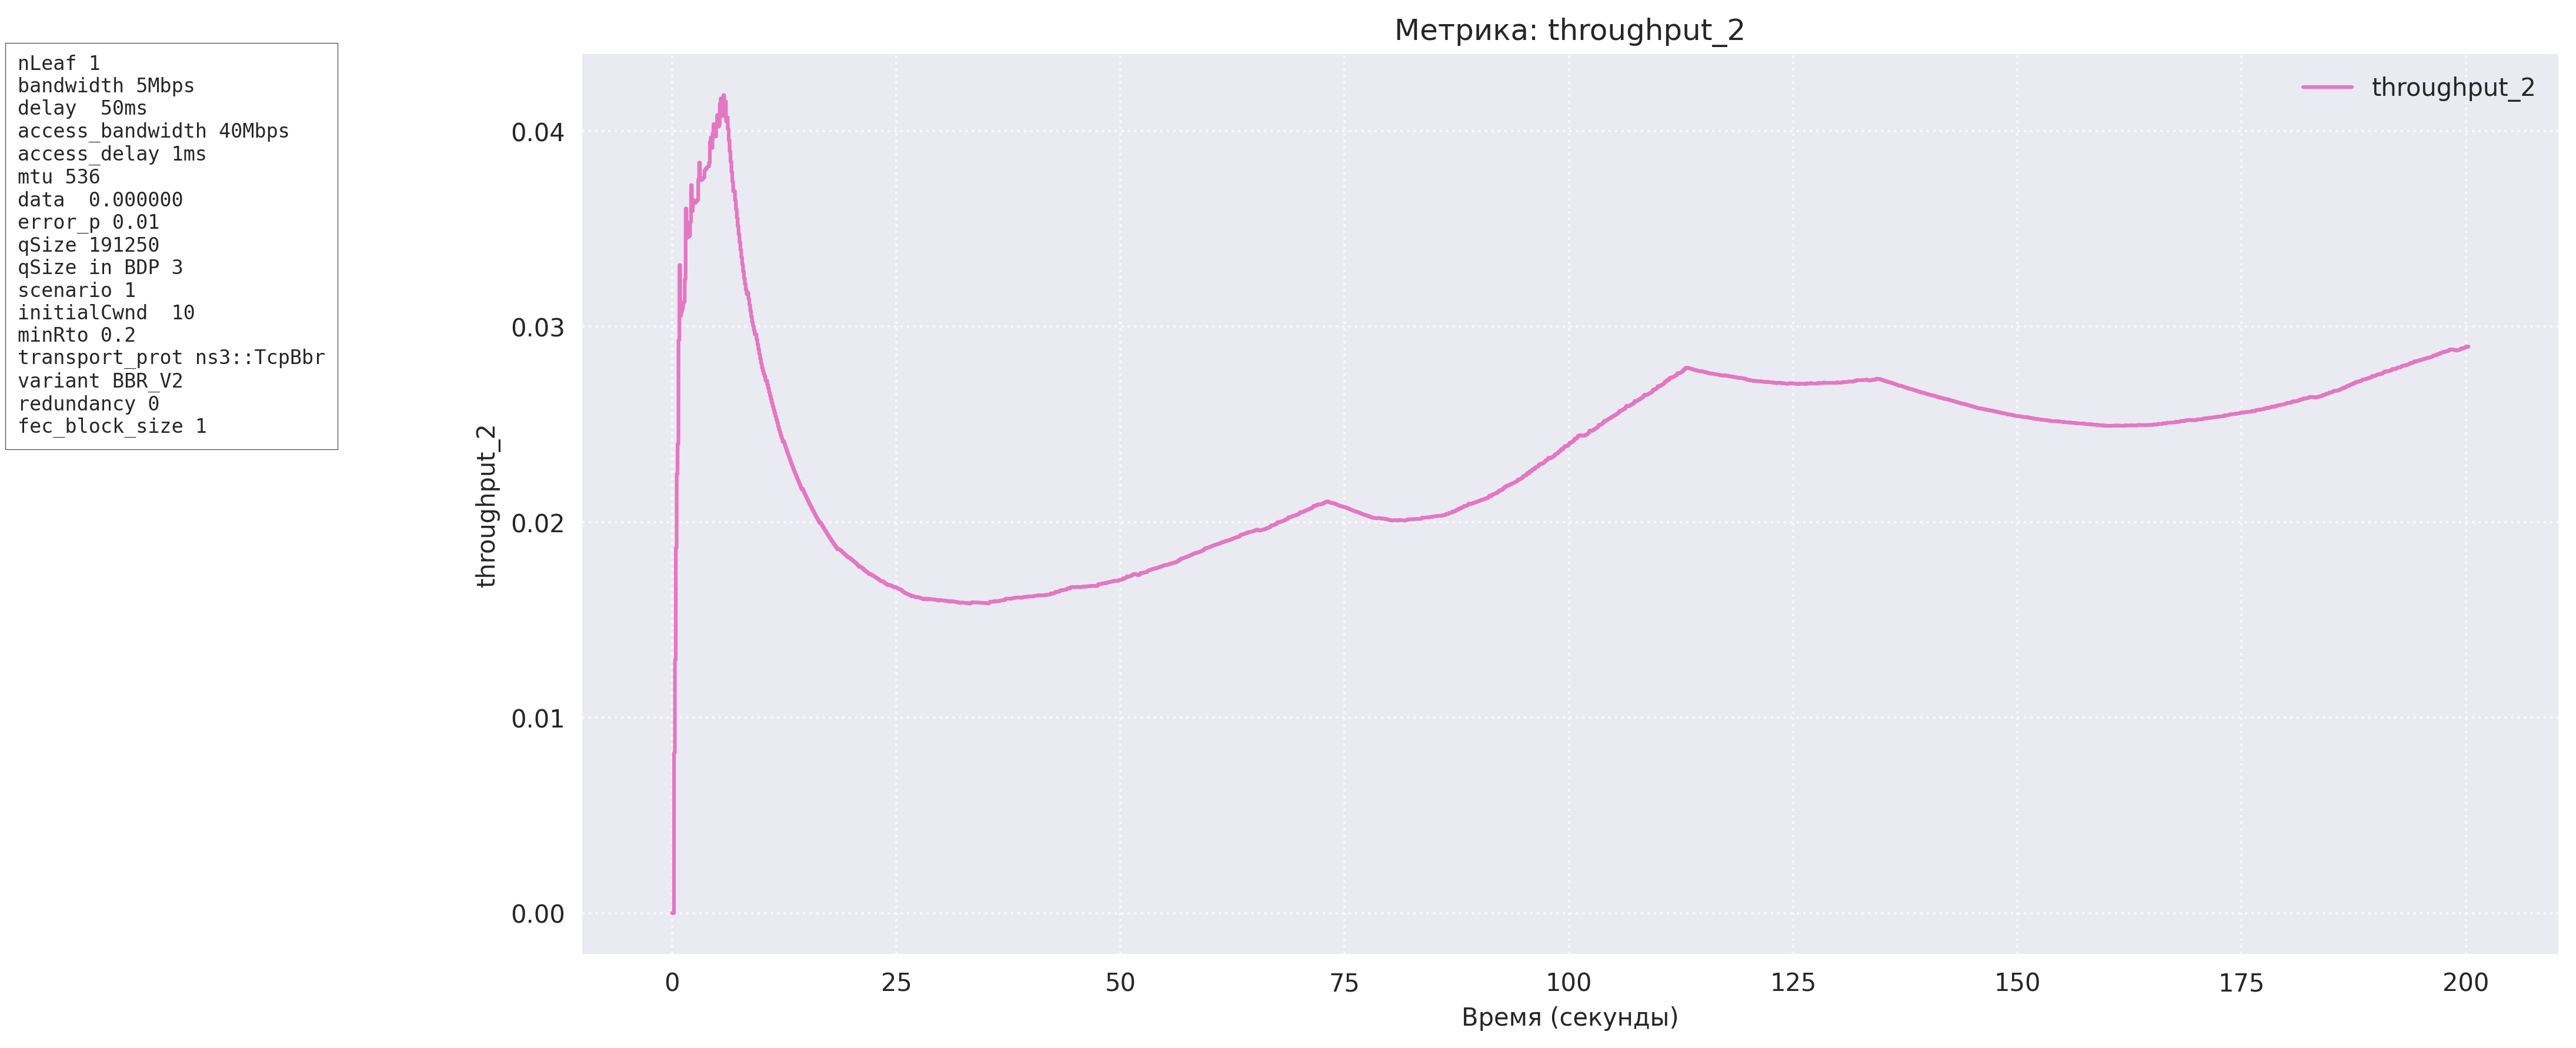 Метрика: throughput_2
nLeaf 1
bandwidth 5Mbps
delay  50ms
access_bandwidth 40Mbps
access_delay 1ms
mtu 536
data  0.000000
error_p 0.01
qSize 191250
qSize in BDP 3
scenario 1
initialCwnd  10
minRto 0.2
transport_prot ns3::TcpBbr
variant BBR_V2
redundancy 0
fec_block_size 1
throughput_2
throughput_2
0.04
0.03
0.02
0.01
0.00
0 25 50 75 100 125 150 175 200
Время (секунды)